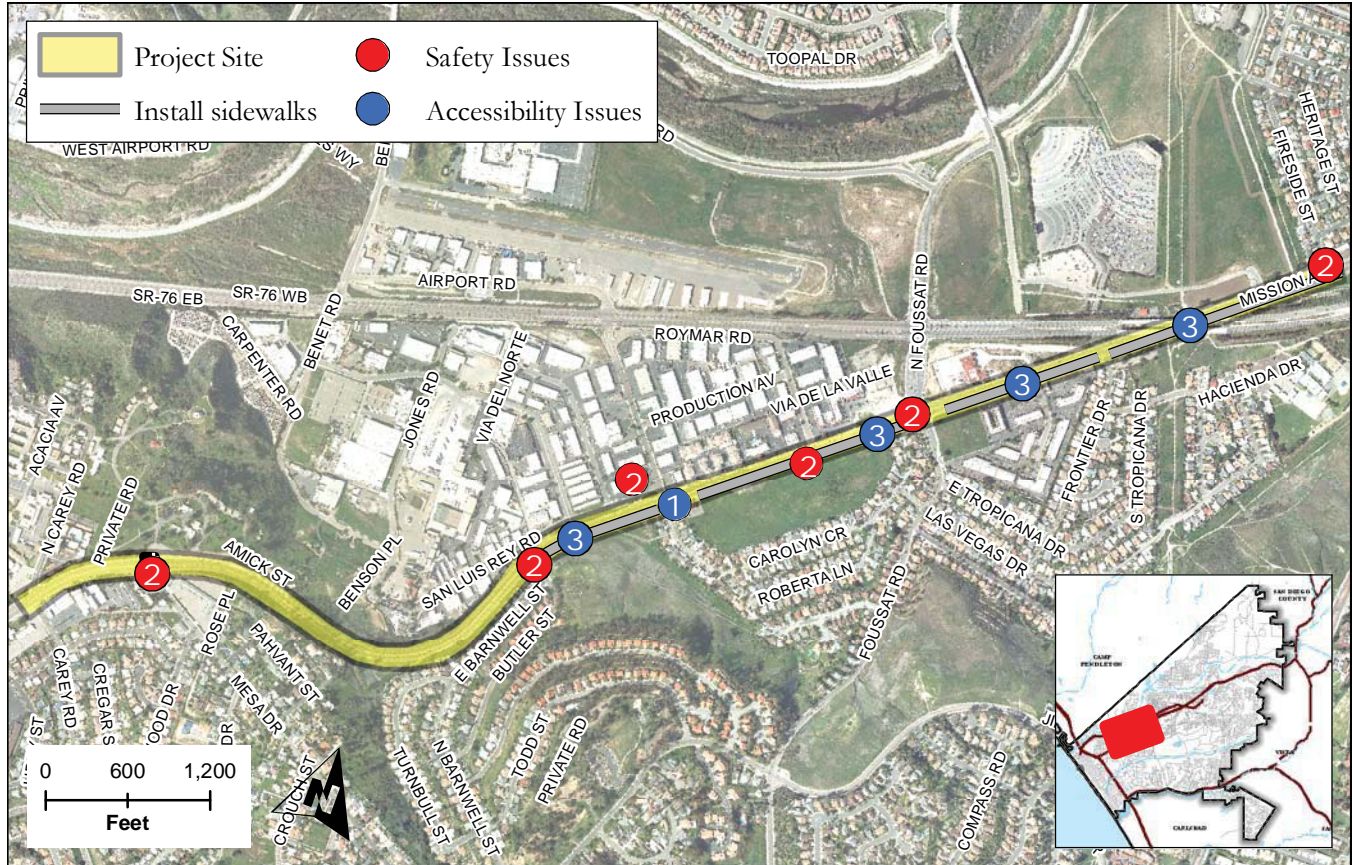 Project Site
Safety Issues
Install sidewalks
Accessibility Issues
TOOPAL DR
HERITAGE ST
FIRESIDE ST
WEST AIRPORT RD
WY
RD
2
MISSION
AIRPORT RD
SR-76 EB
SR-76 WB
BENET RD
CARPENTER RD
ROYMAR RD
N FOUSSAT RD
3
JONES RD
VIA DEL NORTE
PRODUCTION AV
VIA DE LA VALLE
3
HACIENDA DR
ACACIA AV
2
3
FRONTIER DR
S TROPICANA DR
2
2
N CAREY RD
PRIVATE RD
1
E TROPICANA DR
LAS VEGAS DR
3
SAN LUIS REY RD
2
AMICK ST
BENSON PL
CAROLYN CR
ROBERTA LN
FOUSSAT RD
2
ROSE PL
PAHVANT ST
E BARNWELL ST
BUTLER ST
CAREY RD
CREGAR S
OOD DR
MESA DR
DR
ST
TURNBULL ST
N BARNWELL ST
TODD ST
PRIVATE RD
COMPASS RD
CROUCH ST
0 600 1,200
Feet
N
SAN DIEGO
COUNTY
CAMP
PENDLETON
VISTA
CARLSBAD